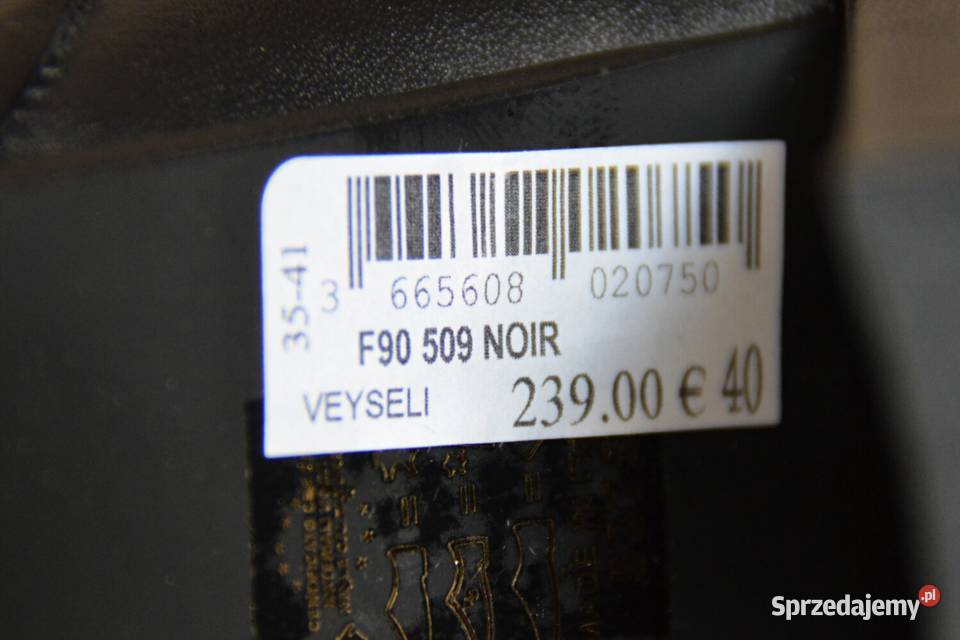 35-41
3 665608 020750
F90 509 NOIR
VEYSELI 239.00 € 40
Sprzedajemy.pl